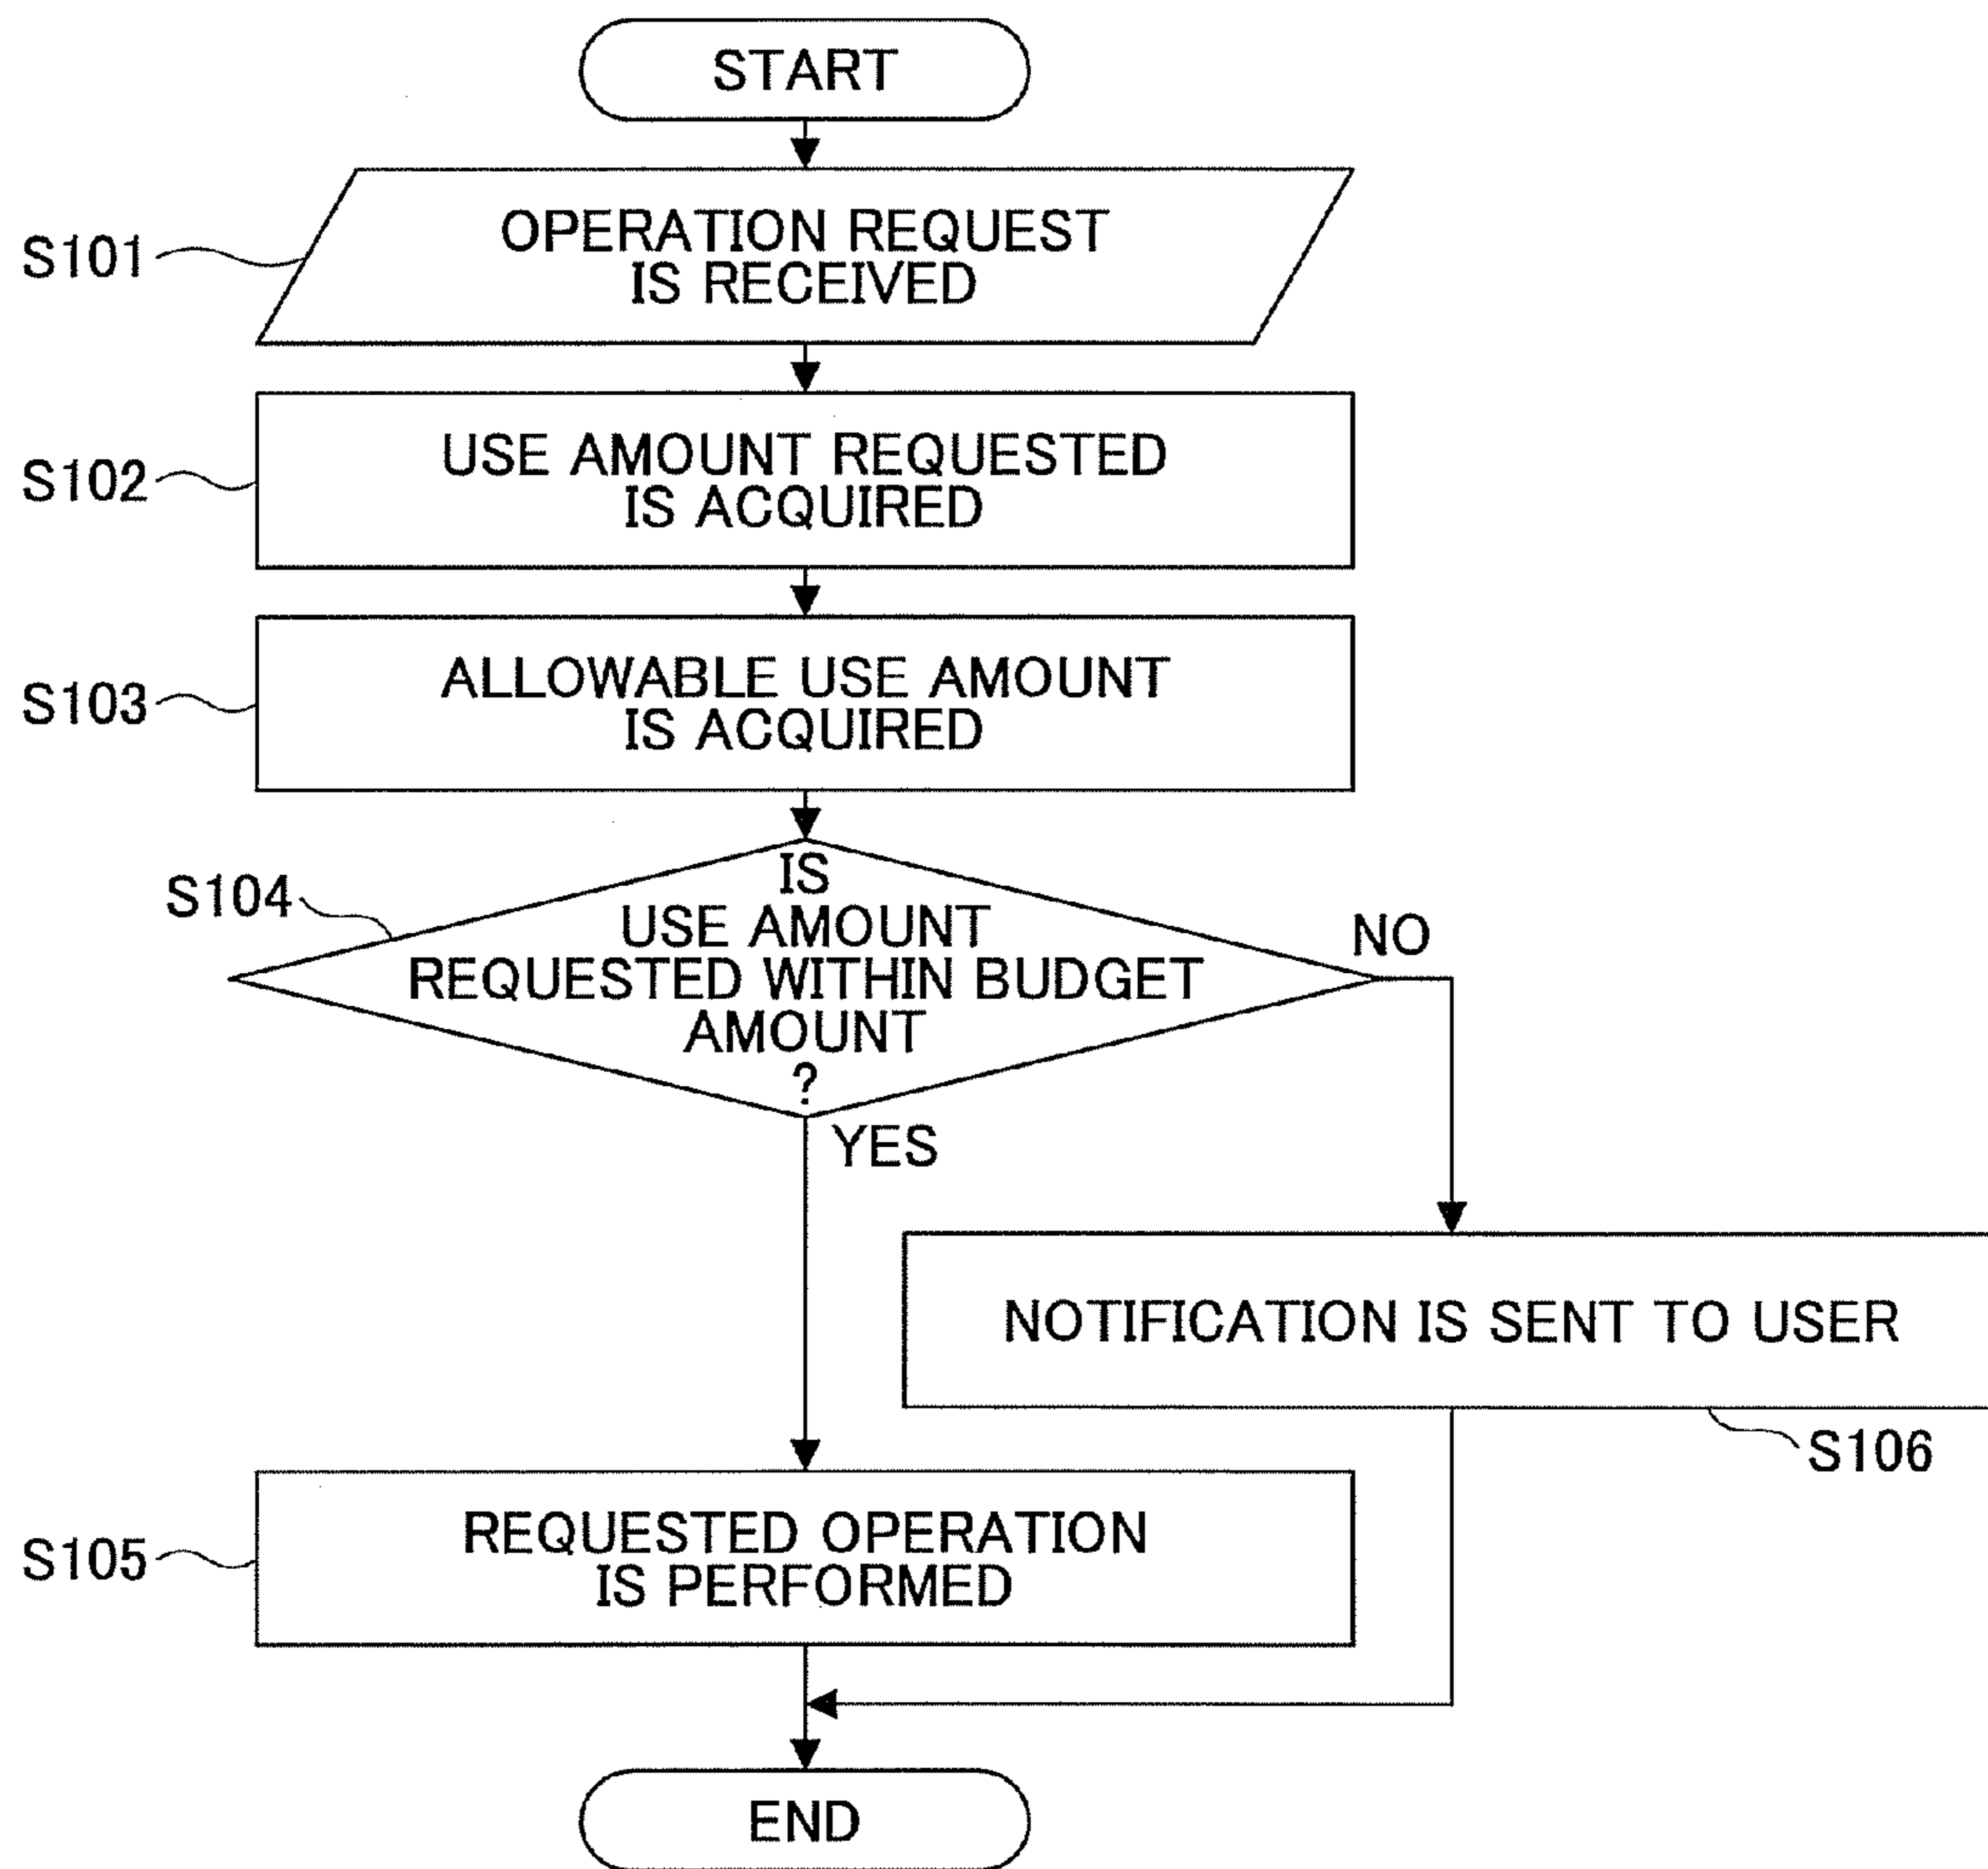 START
S101
OPERATION REQUEST
IS RECEIVED
S102
USE AMOUNT REQUESTED
IS ACQUIRED
S103
ALLOWABLE USE AMOUNT
IS ACQUIRED
S104
IS
USE AMOUNT
REQUESTED WITHIN BUDGET
AMOUNT
?
NO
YES
NOTIFICATION IS SENT TO USER
S106
S105
REQUESTED OPERATION
IS PERFORMED
END